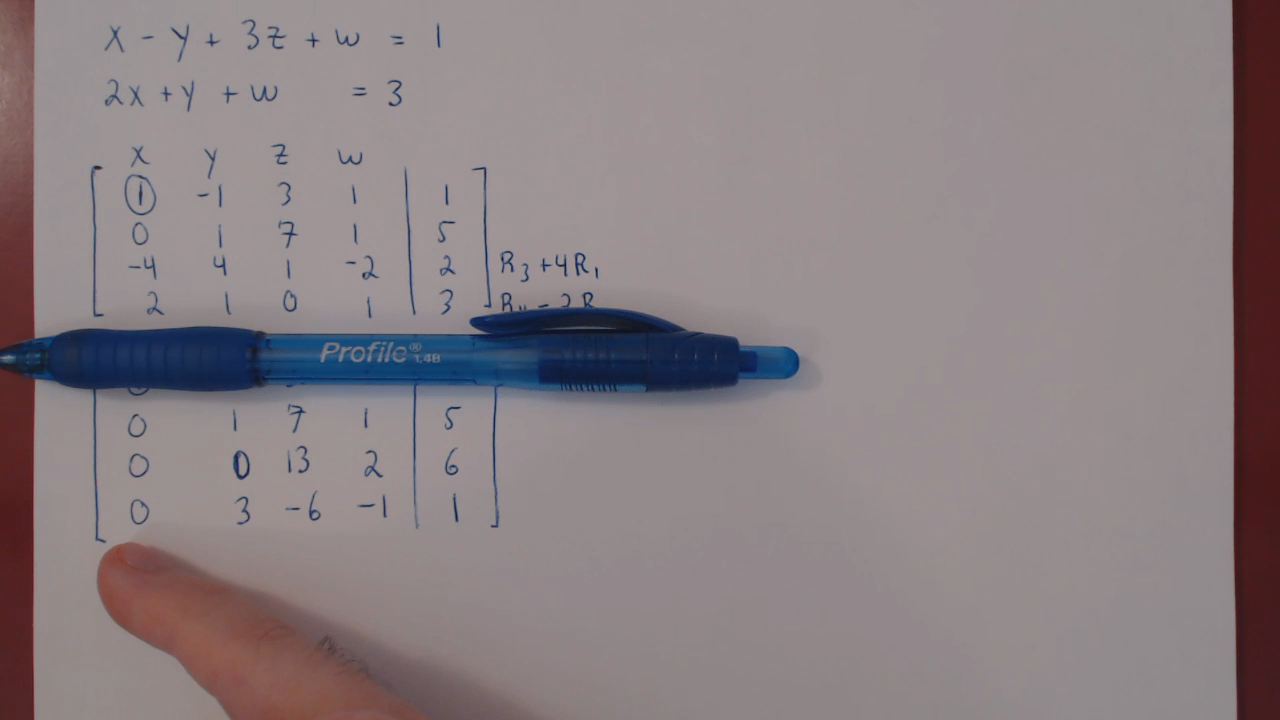 x - y + 3z + w = 1
2x + y + w = 3
x y z w
1 -1 3 1 1
0 1 7 1 5
-4 4 1 -2 2 R3 + 4R1
2 1 0 1 3 R4 - 2R
Profile® 1.4B
0 1 7 1 5
0 0 13 2 6
0 3 -6 -1 1